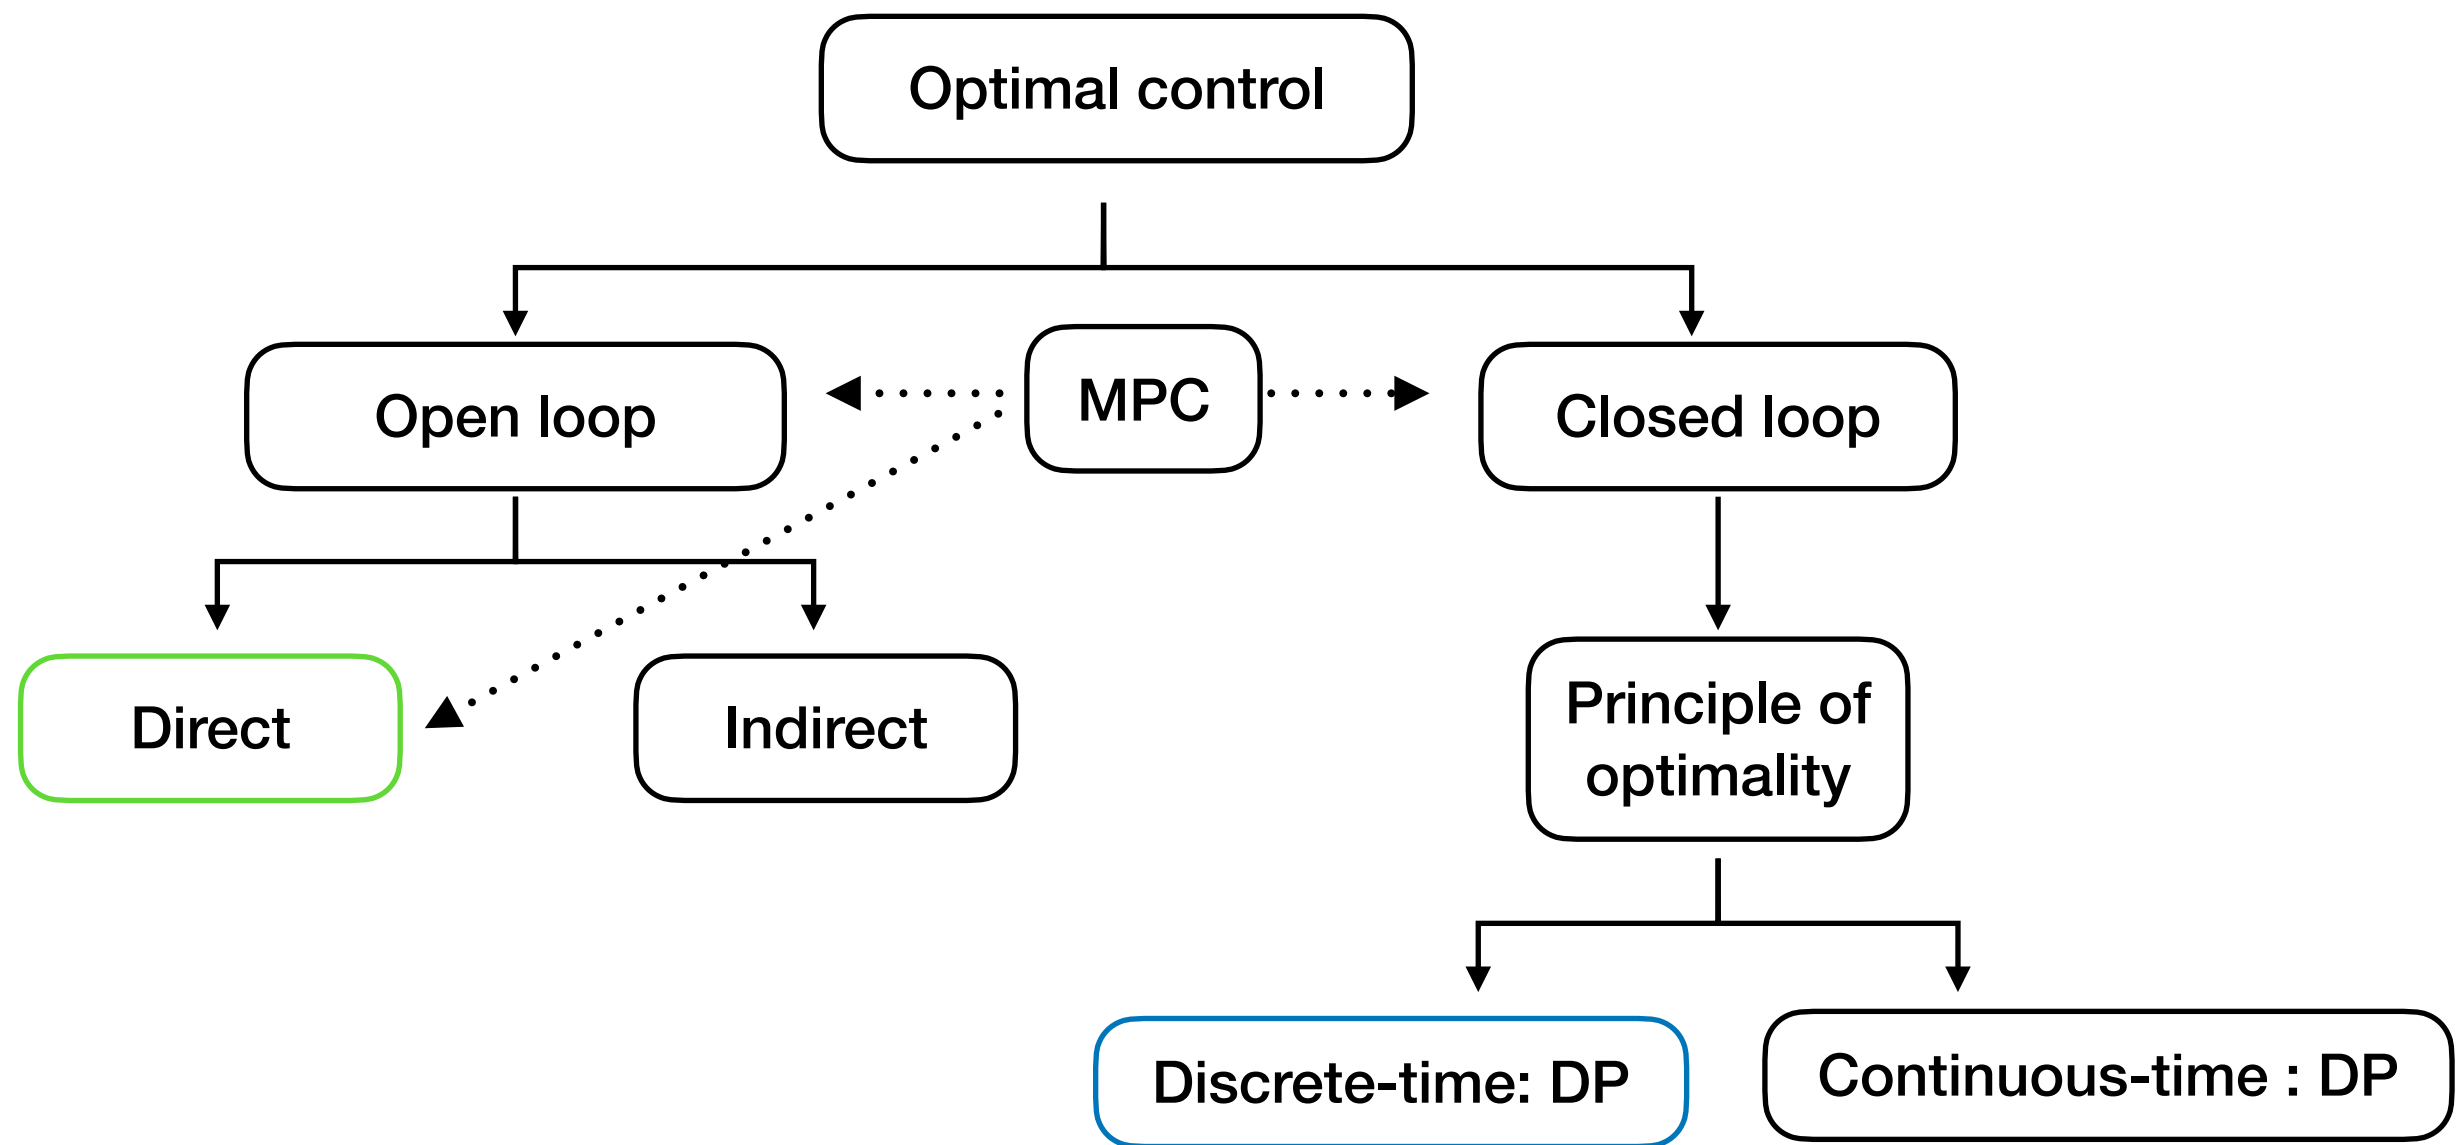 Optimal control
Open loop
MPC
Closed loop
Direct
Indirect
Principle of
optimality
Discrete-time: DP
Continuous-time : DP